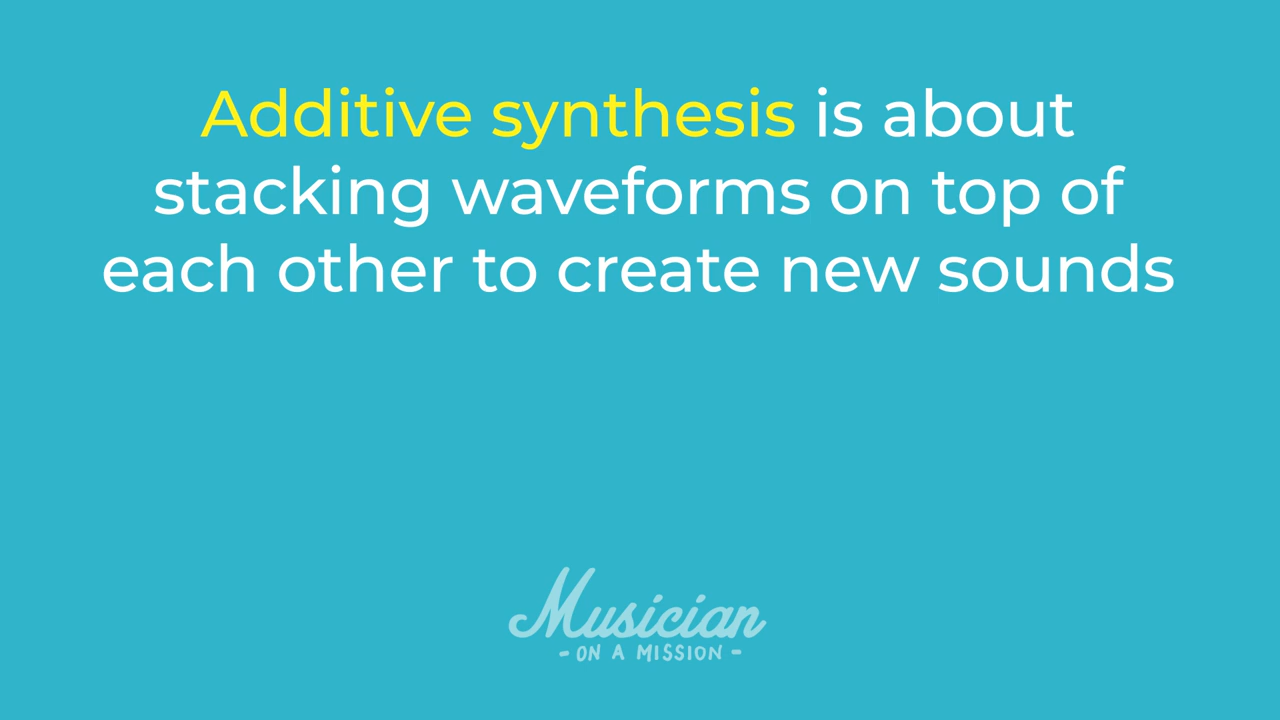 Additive synthesis is about
stacking waveforms on top of
each other to create new sounds
Musician
- ON A MISSION -